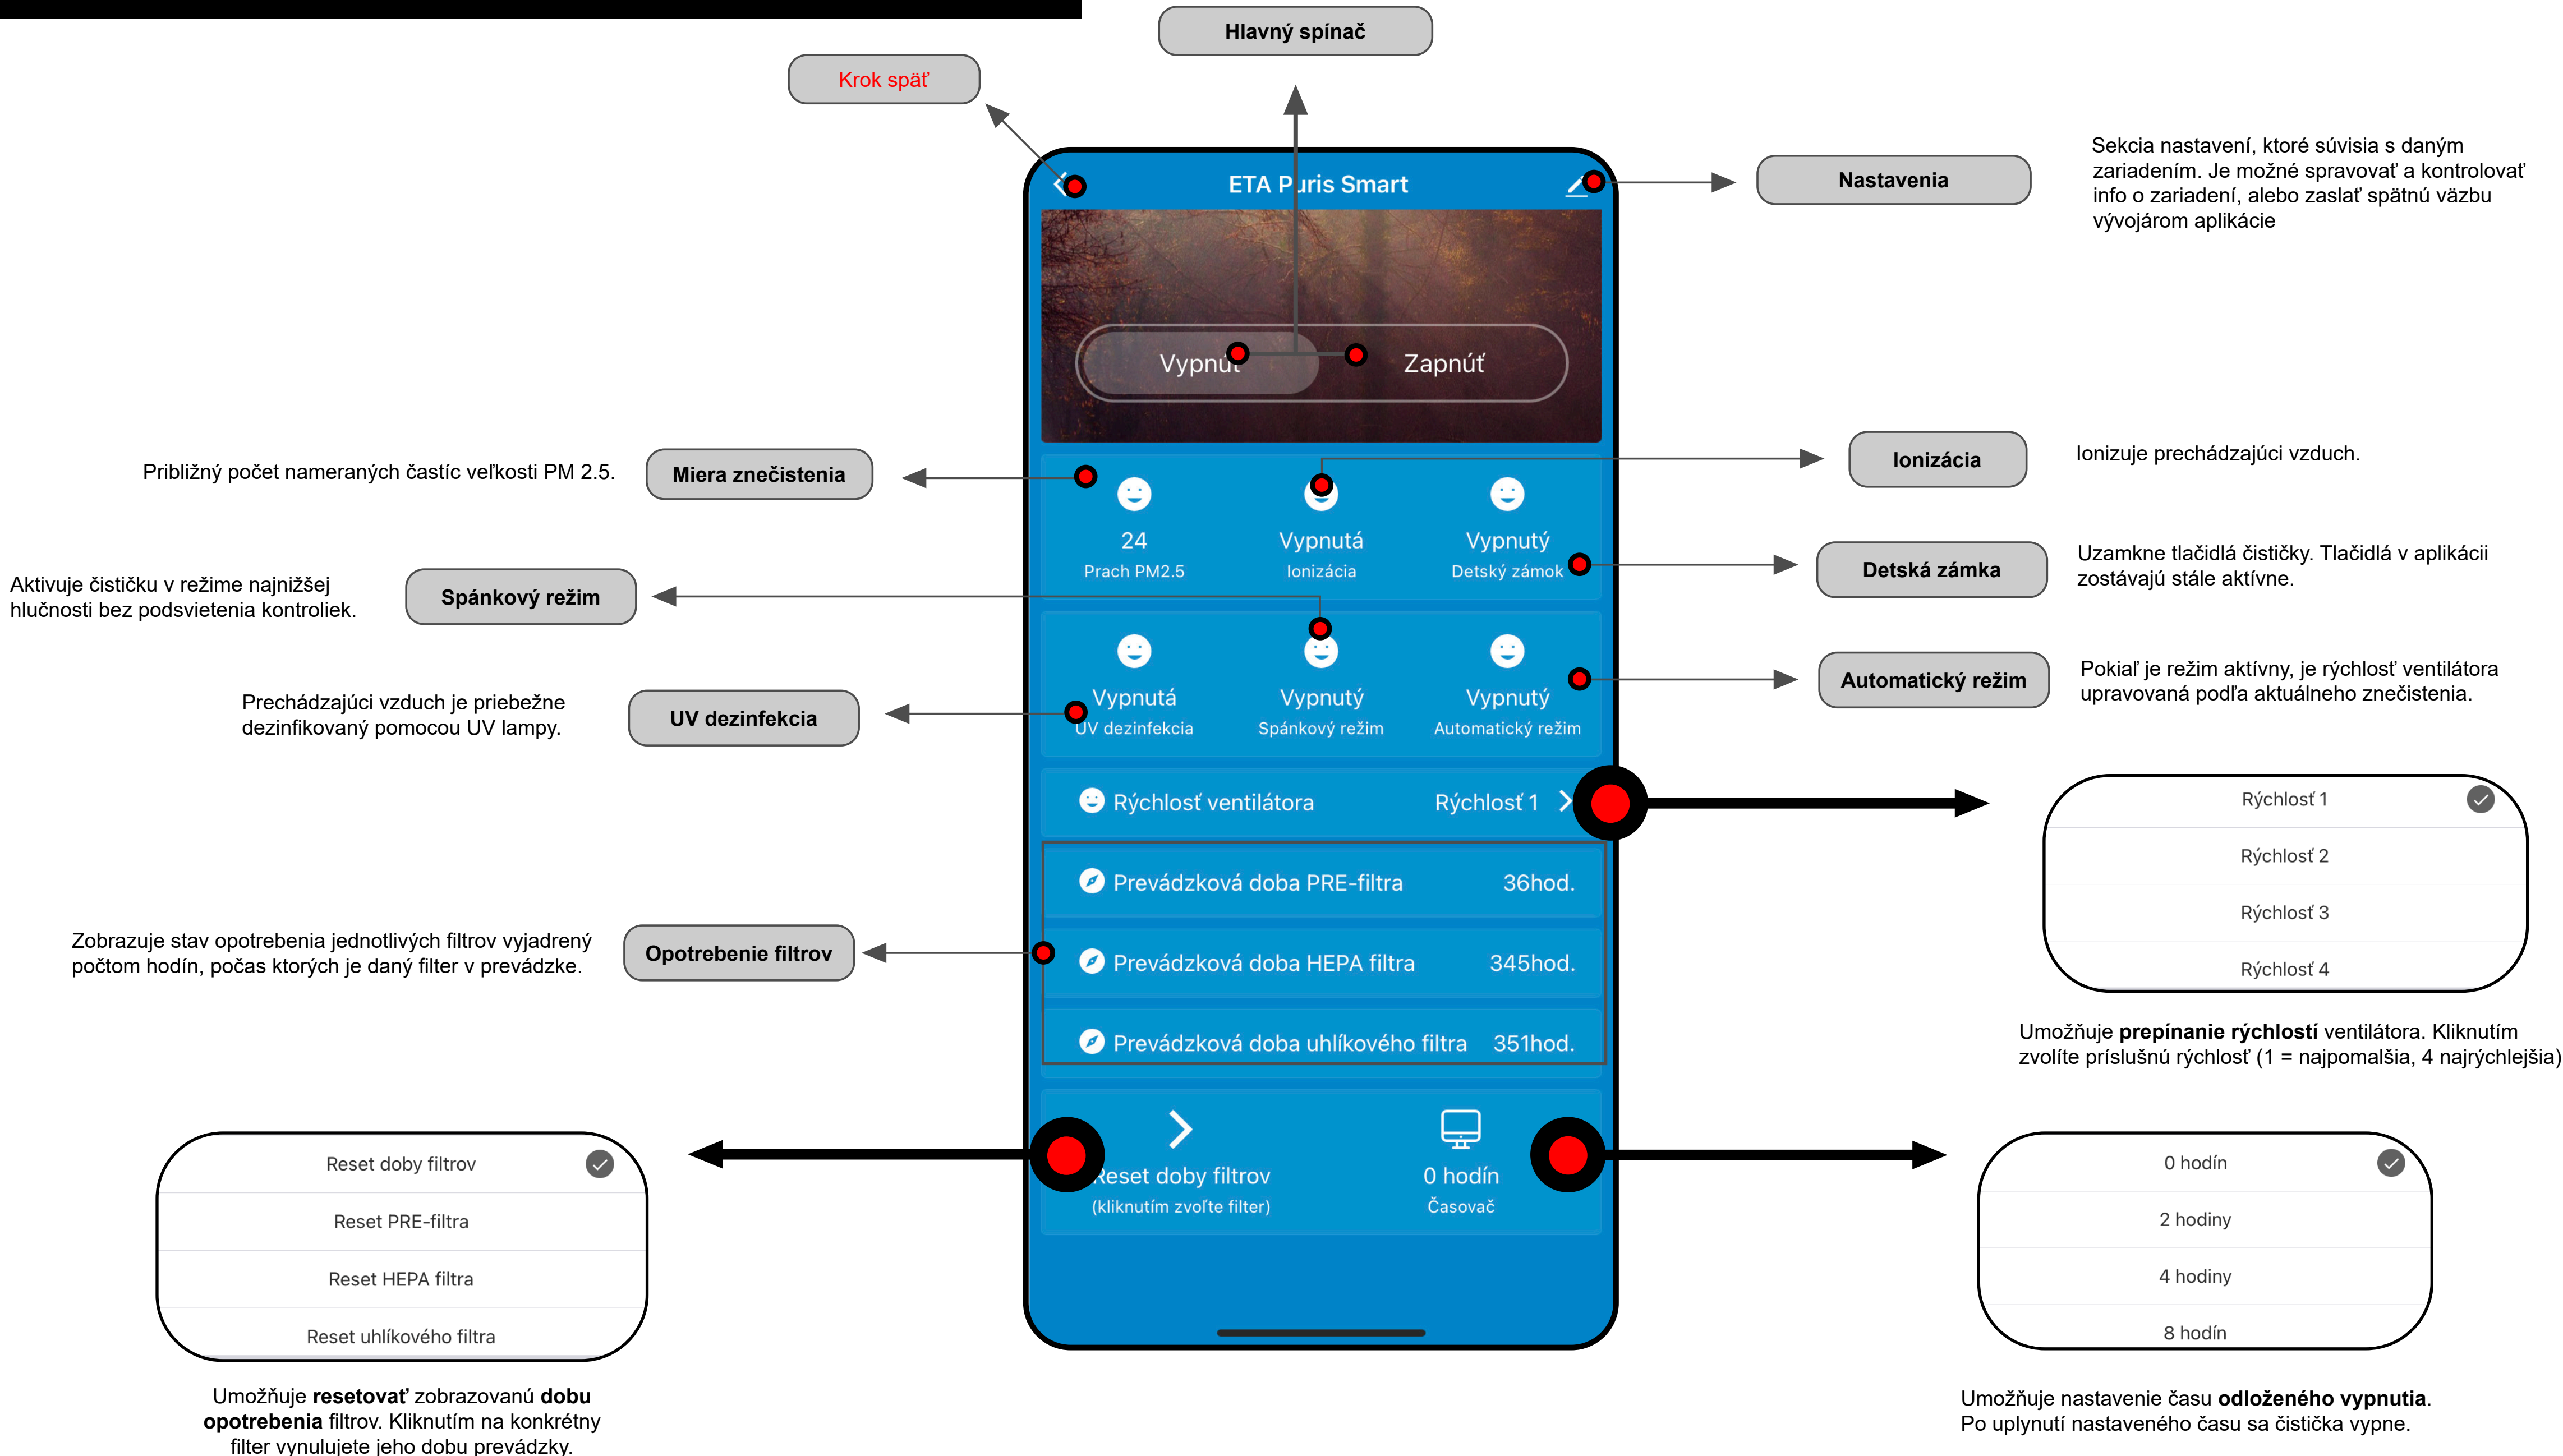 Hlavný spínač
Krok späť
ETA Puris Smart
Nastavenia
Sekcia nastavení, ktoré súvisia s daným
zariadením. Je možné spravovať a kontrolovať
info o zariadení, alebo zaslať spätnú väzbu
vývojárom aplikácie
Vypnúť
Zapnúť
Približný počet nameraných častíc veľkosti PM 2.5.
Miera znečistenia
Ionizácia
Ionizuje prechádzajúci vzduch.
24
Prach PM2.5
Vypnutá
Ionizácia
Vypnutý
Detský zámok
Detská zámka
Uzamkne tlačidlá čističky. Tlačidlá v aplikácii
zostávajú stále aktívne.
Aktivuje čističku v režime najnižšej
hlučnosti bez podsvietenia kontroliek.
Spánkový režim
Vypnutá
UV dezinfekcia
Vypnutý
Spánkový režim
Vypnutý
Automatický režim
Automatický režim
Pokiaľ je režim aktívny, je rýchlosť ventilátora
upravovaná podľa aktuálneho znečistenia.
Prechádzajúci vzduch je priebežne
dezinfikovaný pomocou UV lampy.
UV dezinfekcia
Rýchlosť ventilátora
Rýchlosť 1
Prevádzková doba PRE-filtra
36hod.
Prevádzková doba HEPA filtra
345hod.
Prevádzková doba uhlíkového filtra
351hod.
Rýchlosť 1
Rýchlosť 2
Rýchlosť 3
Rýchlosť 4
Umožňuje prepínanie rýchlostí ventilátora. Kliknutím
zvolíte príslušnú rýchlosť (1 = najpomalšia, 4 najrýchlejšia)
Zobrazuje stav opotrebenia jednotlivých filtrov vyjadrený
počtom hodín, počas ktorých je daný filter v prevádzke.
Opotrebenie filtrov
Reset doby filtrov
(kliknutím zvoľte filter)
0 hodín
Časovač
Reset doby filtrov
Reset PRE-filtra
Reset HEPA filtra
Reset uhlíkového filtra
Umožňuje resetovať zobrazovanú dobu
opotrebenia filtrov. Kliknutím na konkrétny
filter vynulujete jeho dobu prevádzky.
0 hodín
2 hodiny
4 hodiny
8 hodín
Umožňuje nastavenie času odloženého vypnutia.
Po uplynutí nastaveného času sa čistička vypne.